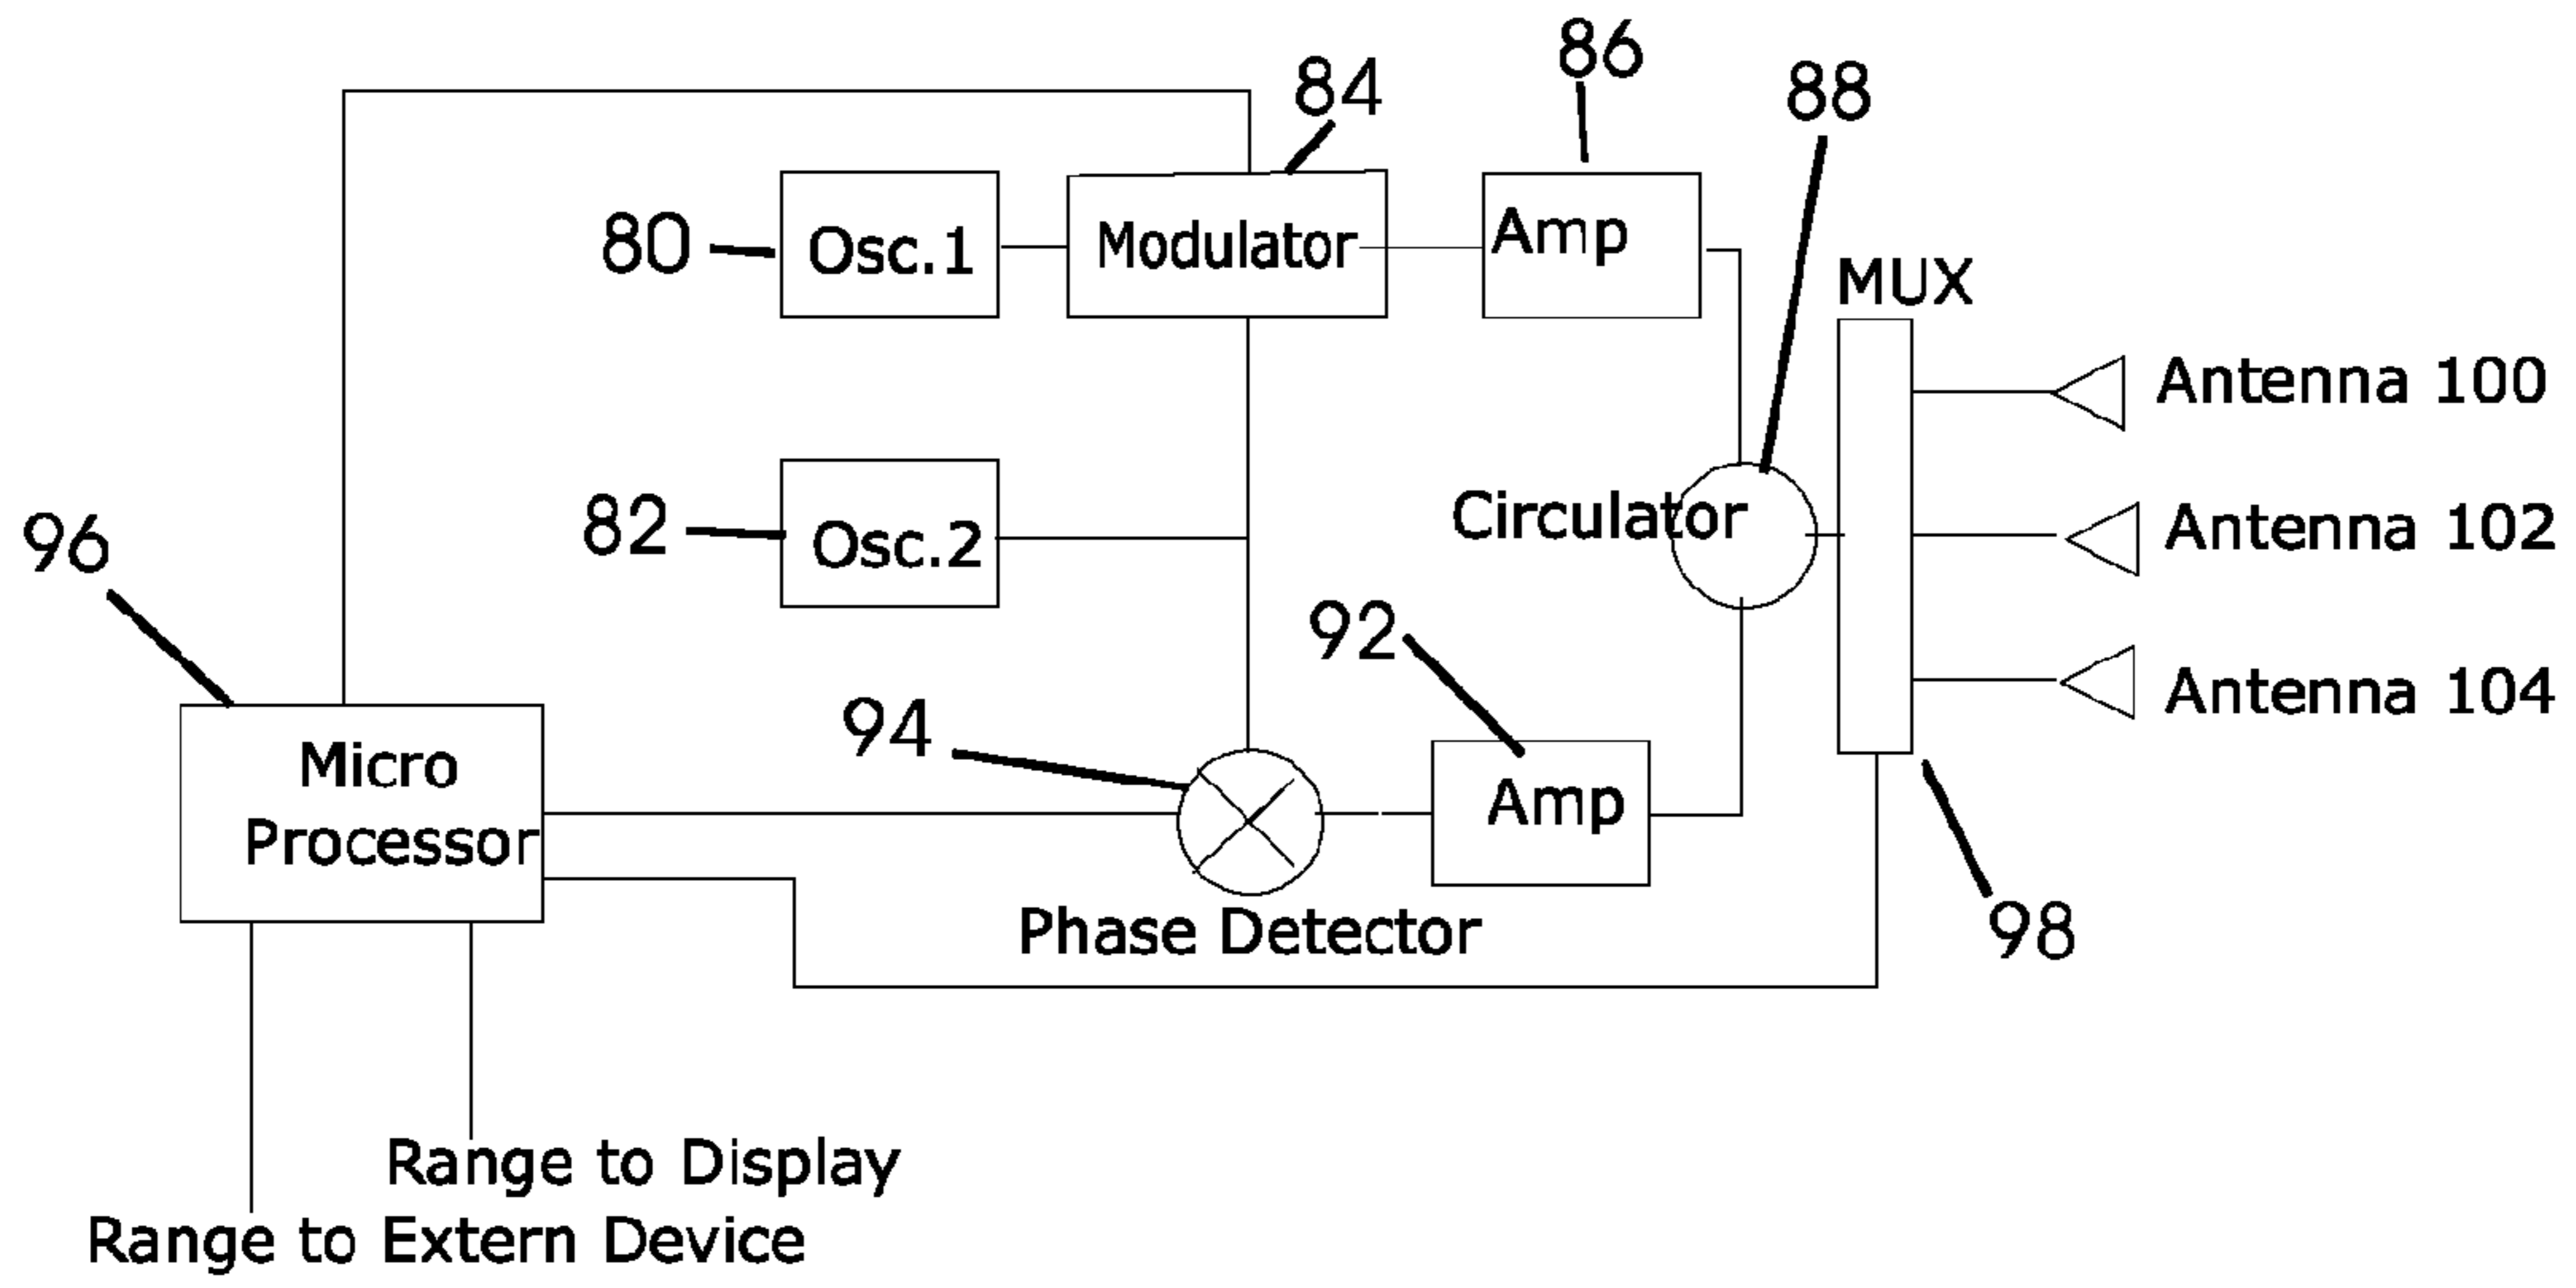 86
84
88
80
Osc.1
Modulator
Amp
MUX
Antenna 100
82
Osc.2
Circulator
Antenna 102
96
92
94
Antenna 104
Micro
Processor
Amp
Phase Detector
98
Range to Display
Range to Extern Device